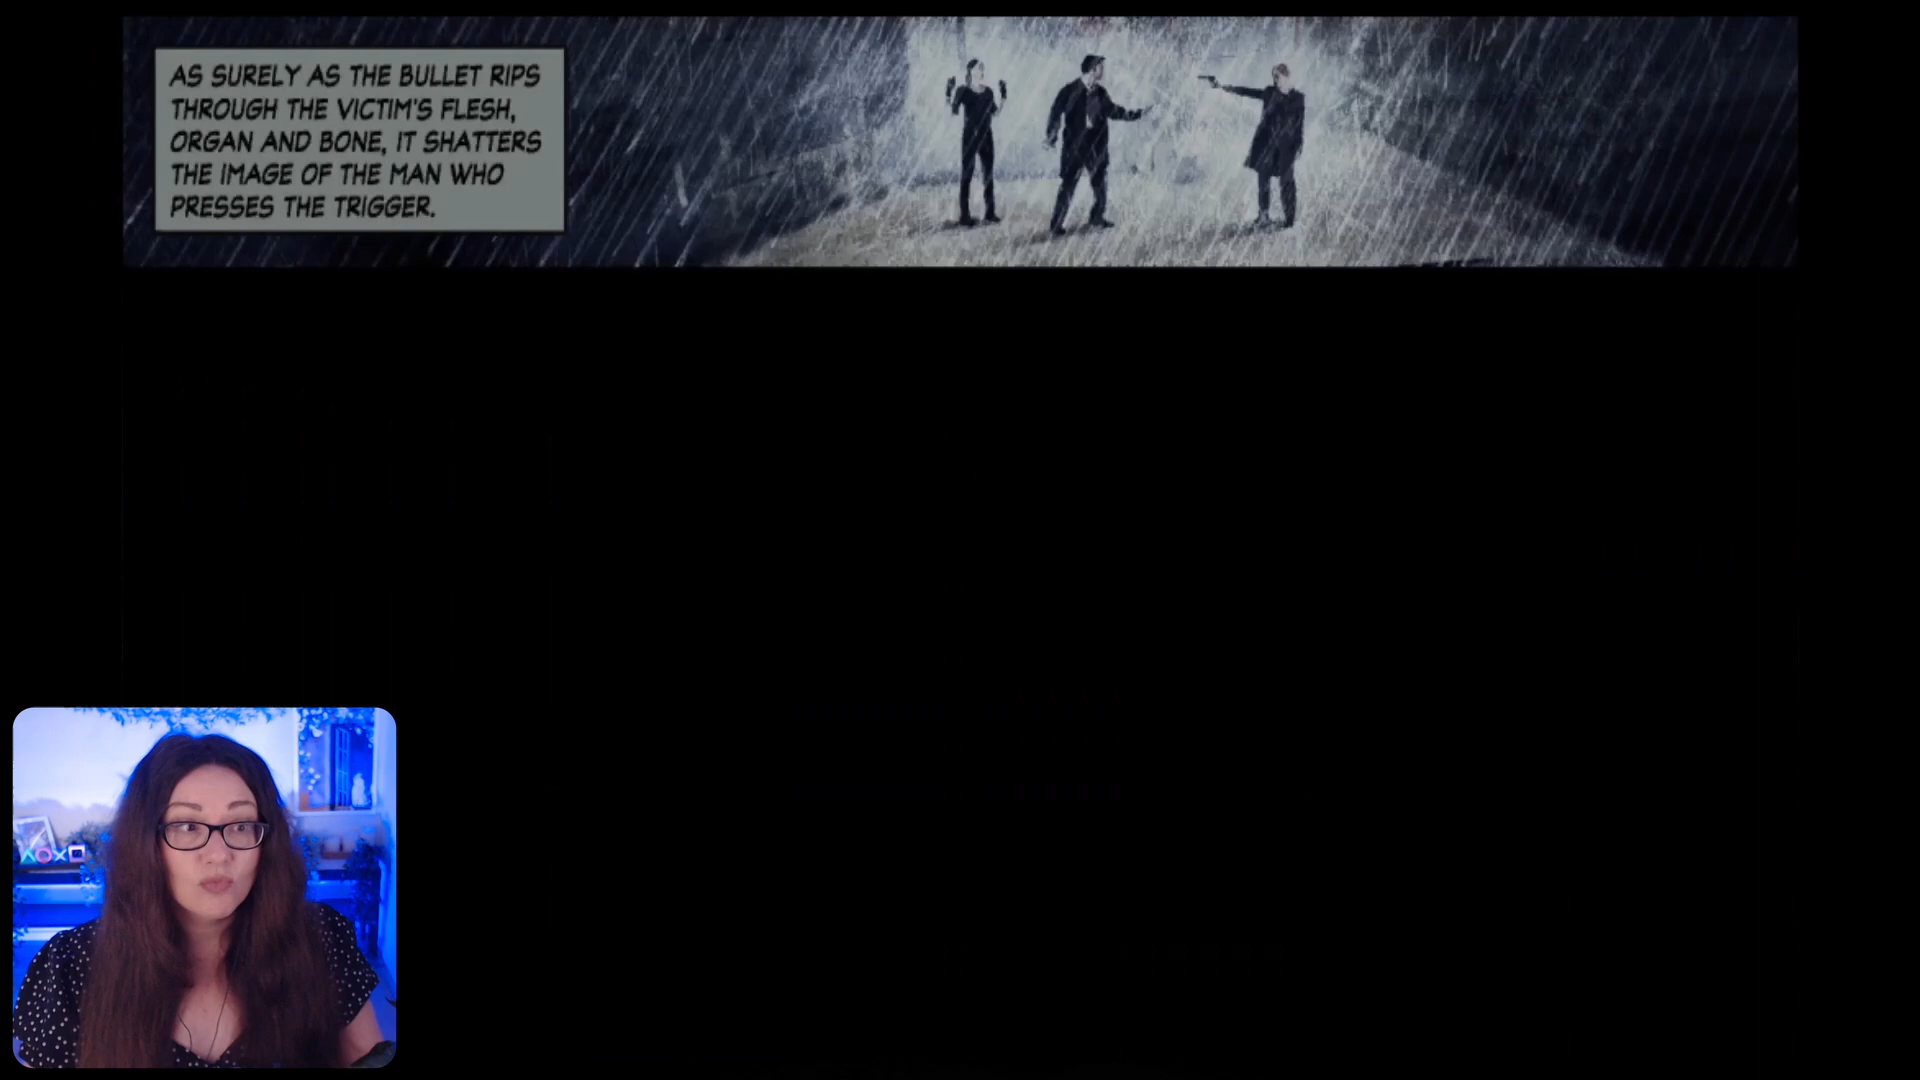 AS SURELY AS THE BULLET RIPS
THROUGH THE VICTIM'S FLESH,
ORGAN AND BONE, IT SHATTERS
THE IMAGE OF THE MAN WHO
PRESSES THE TRIGGER.